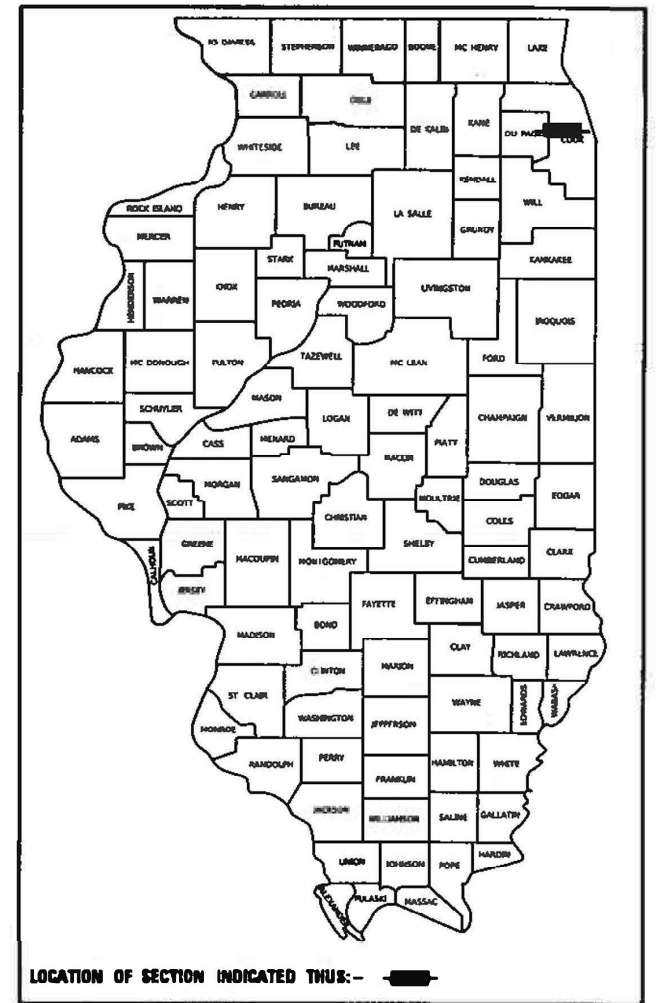 JO DAVIESS
STEPHENSON
WINNEBAGO
BOONE
MC HENRY
LAKE
CARROLL
OGLE
DE KALB
KANE
DU PAGE
COOK
WHITESIDE
LEE
KENDALL
WILL
ROCK ISLAND
HENRY
BUREAU
LA SALLE
GRUNDY
MERCER
PUTNAM
KANKAKEE
STARK
MARSHALL
HENDERSON
WARREN
KNOX
PEORIA
WOODFORD
LIVINGSTON
IROQUOIS
HANCOCK
MC DONOUGH
FULTON
TAZEWELL
MC LEAN
FORD
SCHUYLER
MASON
LOGAN
DE WITT
CHAMPAIGN
VERMILION
ADAMS
BROWN
CASS
MENARD
MACON
PIATT
PIKE
SCOTT
MORGAN
SANGAMON
MOULTRIE
DOUGLAS
EDGAR
CHRISTIAN
COLES
GREENE
MACOUPIN
MONTGOMERY
SHELBY
CUMBERLAND
CLARK
CALHOUN
JERSEY
FAYETTE
EFFINGHAM
JASPER
CRAWFORD
MADISON
BOND
CLAY
RICHLAND
LAWRENCE
CLINTON
MARION
ST CLAIR
WAYNE
EDWARDS
WABASH
MONROE
WASHINGTON
JEFFERSON
RANDOLPH
PERRY
HAMILTON
WHITE
FRANKLIN
JACKSON
WILLIAMSON
SALINE
GALLATIN
UNION
JOHNSON
POPE
HARDIN
ALEXANDER
PULASKI
MASSAC
LOCATION OF SECTION INDICATED THUS:-